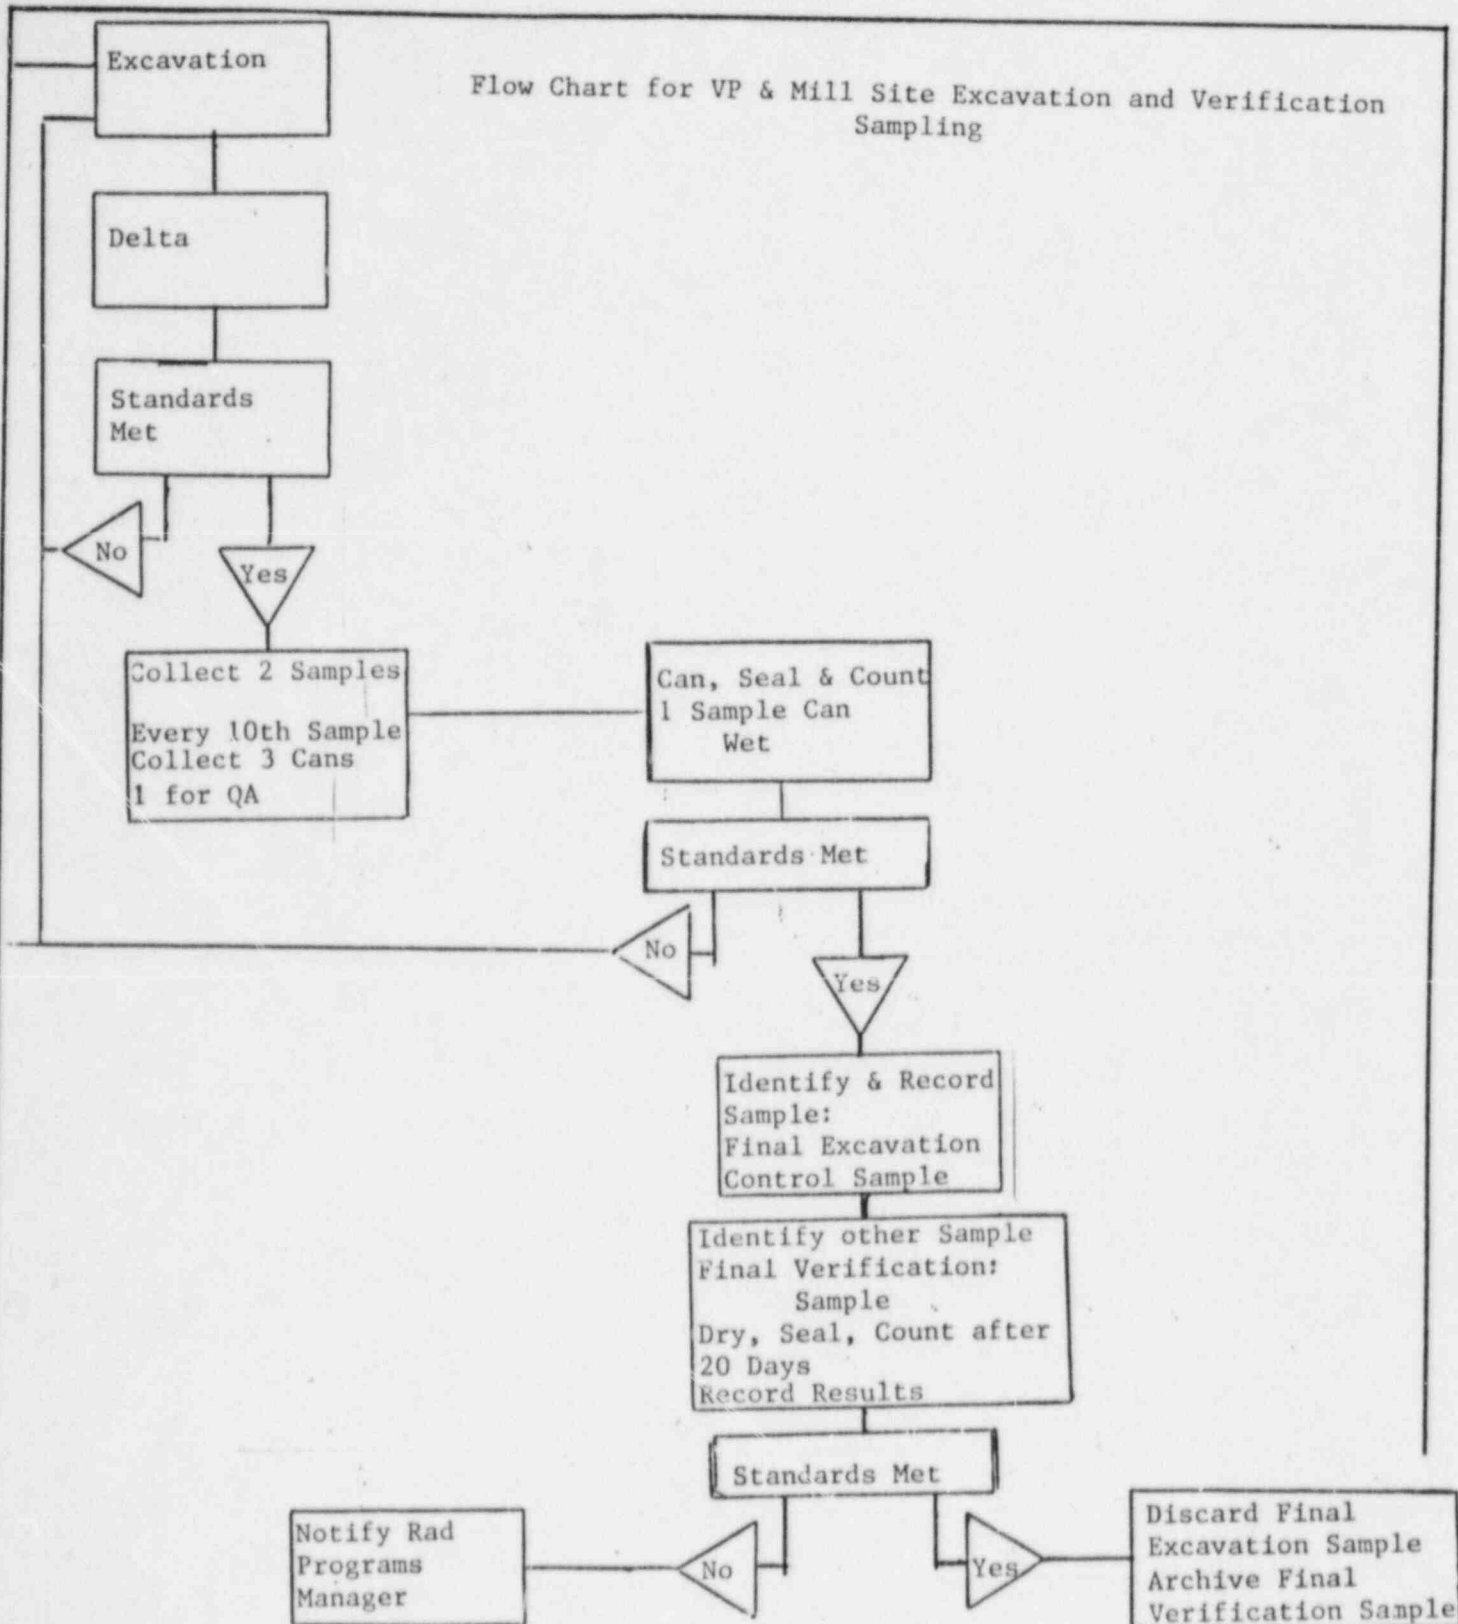 Excavation
Flow Chart for VP & Mill Site Excavation and Verification
Sampling
Delta
Standards
Met
No
Yes
Collect 2 Samples
Every 10th Sample
Collect 3 Cans
1 for QA
Can, Seal & Count
1 Sample Can
Wet
Standards Met
No
Yes
Identify & Record
Sample:
Final Excavation
Control Sample
Identify other Sample
Final Verification:
Sample
Dry, Seal, Count after
20 Days
Record Results
Standards Met
No
Yes
Notify Rad
Programs
Manager
Discard Final
Excavation Sample
Archive Final
Verification Sample